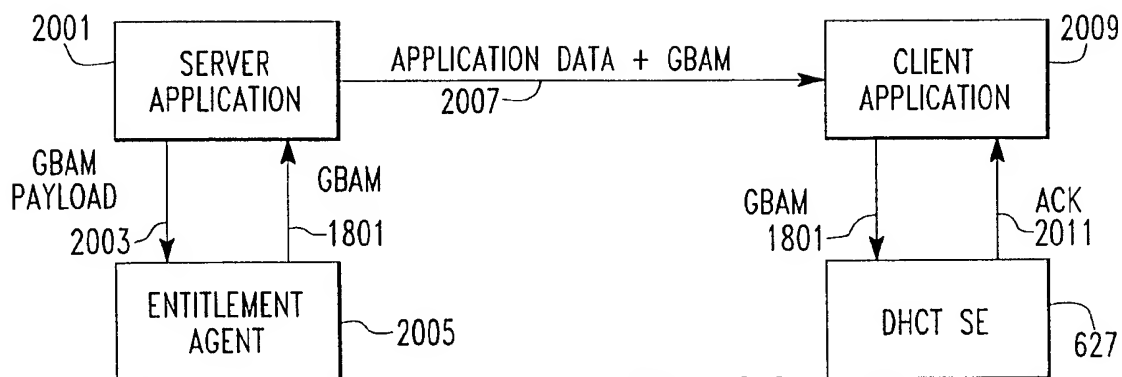 2001
SERVER
APPLICATION
APPLICATION DATA + GBAM
2007
2009
CLIENT
APPLICATION
GBAM
PAYLOAD
2003
GBAM
1801
GBAM
1801
ACK
2011
ENTITLEMENT
AGENT
2005
DHCT SE
627